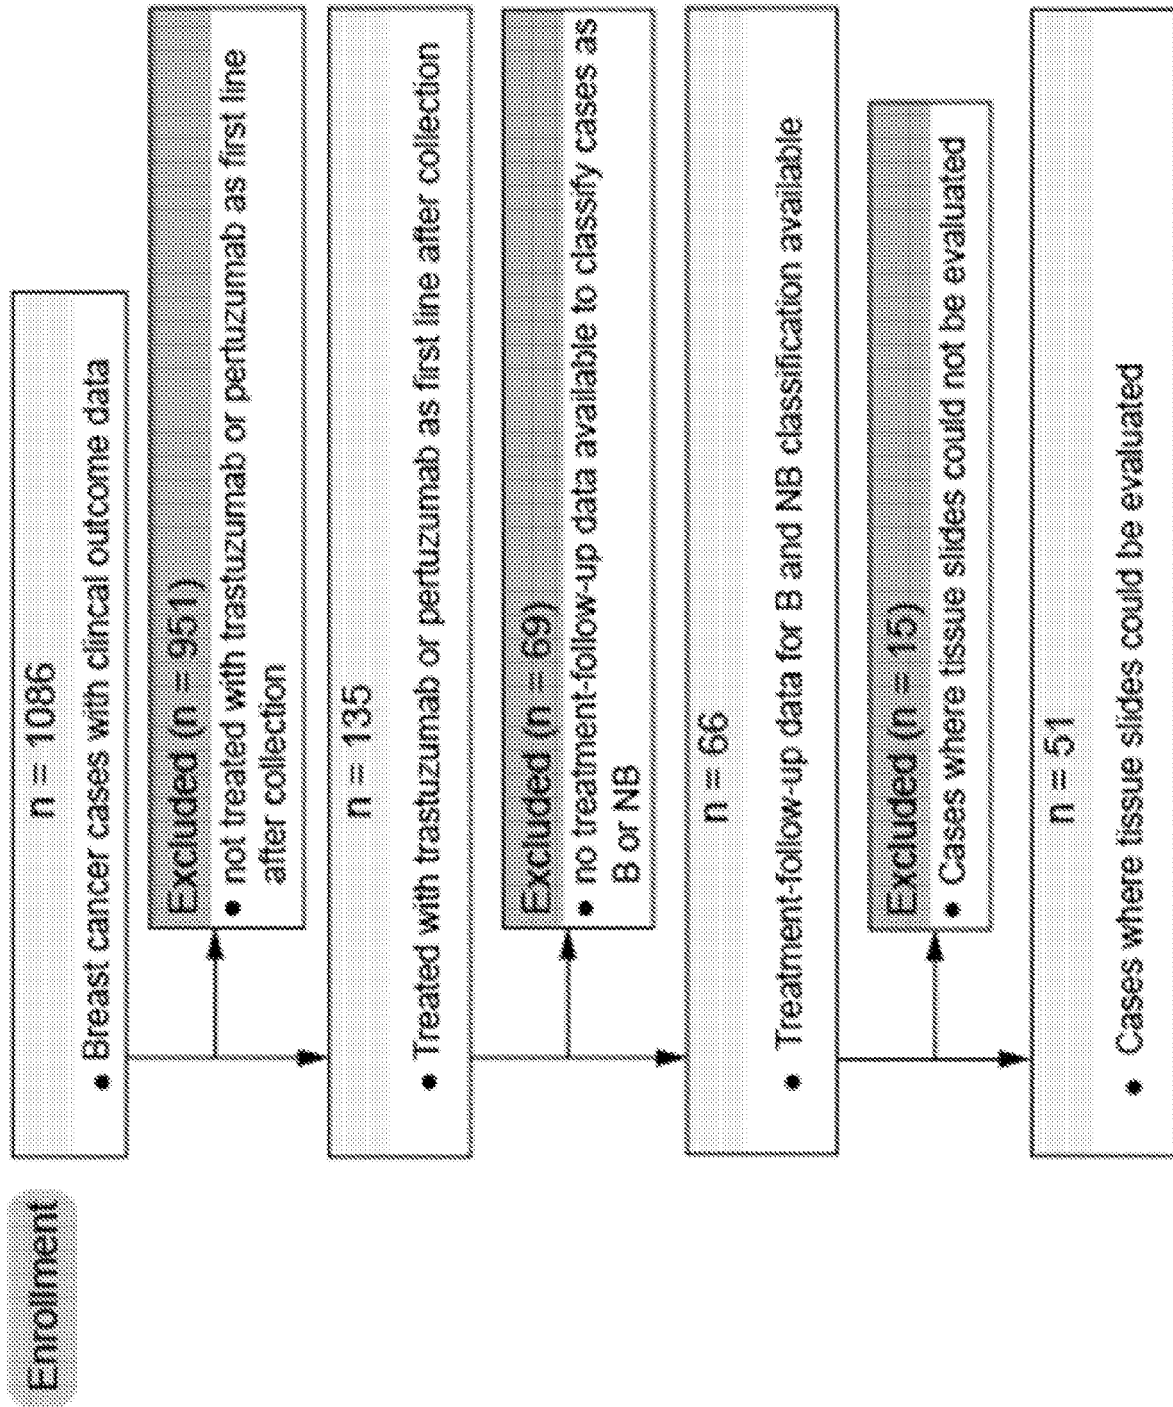 Enrollment
n = 1086
● Breast cancer cases with clincal outcome data
Excluded (n = 951)
● not treated with trastuzumab or pertuzumab as first line
after collection
n = 135
● Treated with trastuzumab or pertuzumab as first line after collection
Excluded (n = 69)
● no treatment-follow-up data available to classify cases as
B or NB
n = 66
● Treatment-follow-up data for B and NB classification available
Excluded (n = 15)
● Cases where tissue slides could not be evaluated
n = 51
● Cases where tissue slides could be evaluated